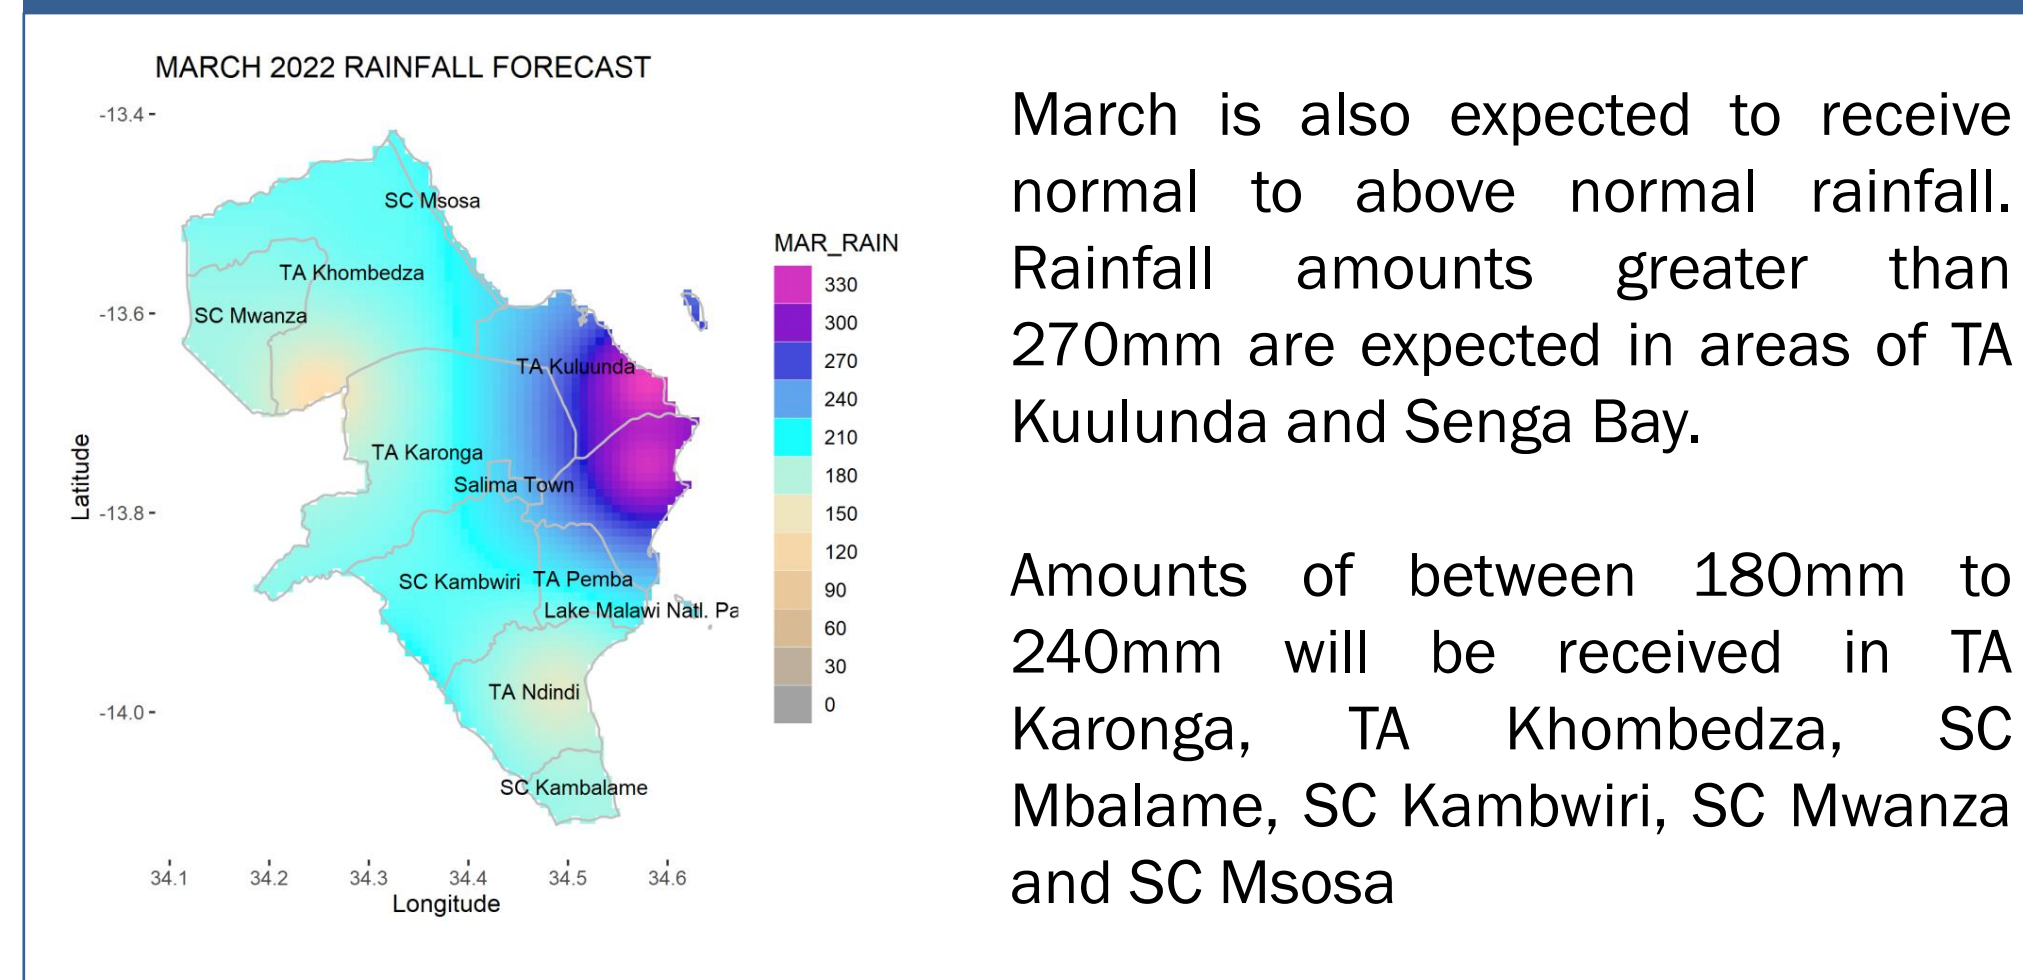 MARCH 2022 RAINFALL FORECAST
-13.4
-13.6
-13.8
-14.0
Latitude
SC Msosa
TA Khombedza
SC Mwanza
TA Kuluunda
TA Karonga
Salima Town
SC Kambwiri TA Pemba
Lake Malawi Natl. Pa
TA Ndindi
SC Kambalame
34.1 34.2 34.3 34.4 34.5 34.6
Longitude
MAR_RAIN
330
300
270
240
210
180
150
120
90
60
30
0
March is also expected to receive
normal to above normal rainfall.
Rainfall amounts greater than
270mm are expected in areas of TA
Kuulunda and Senga Bay.
Amounts of between 180mm to
240mm will be received in TA
Karonga, TA Khombedza, SC
Mbalame, SC Kambwiri, SC Mwanza
and SC Msosa